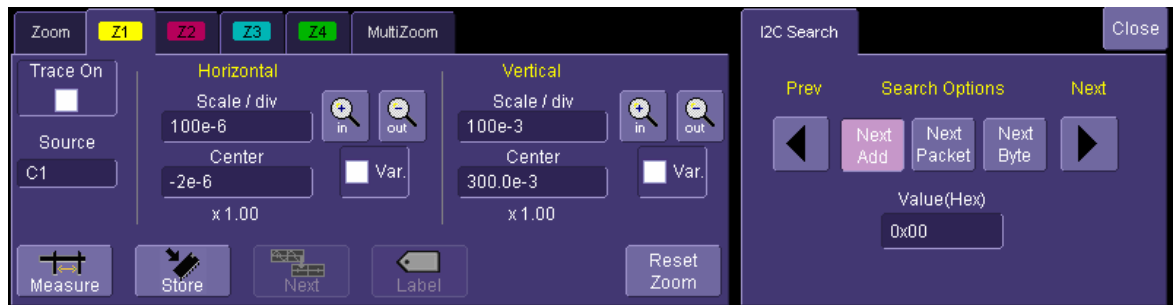 Zoom Z1 Z2 Z3 Z4 MultiZoom
Trace On
Source
C1
Horizontal
Scale / div
100e-6
in out
Center
-2e-6
Var.
x 1.00
Vertical
Scale / div
100e-3
in out
Center
300.0e-3
Var.
x 1.00
Measure Store Next Label Reset
Zoom
I2C Search Close
Prev Search Options Next
Next
Add
Next
Packet
Next
Byte
Value(Hex)
0x00